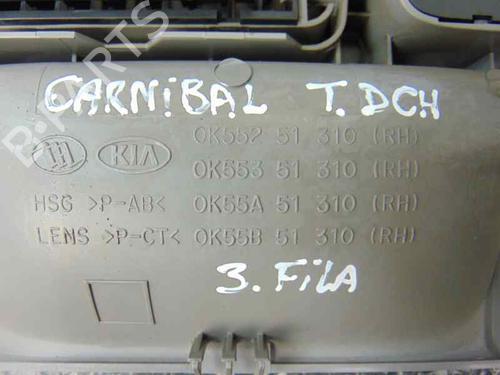 CARNiBAL T. DCH
KIA OK552 51 310 (RH)
OK553 51 310 (RH)
HSG >P-AB< OK55A 51 310 (RH)
LENS >P-CT< OK55B 51 310 (RH)
3. FiLA